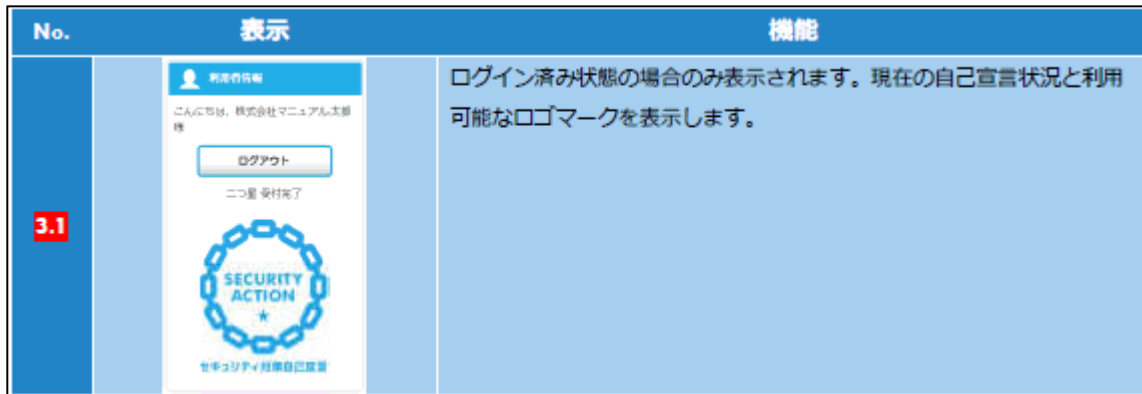 No.
表示
機能
3.1
利用者情報
こんにちは、株式会社マニュアル太郎
様
ログアウト
二つ星 受付完了
SECURITY
ACTION
★
セキュリティ対策自己宣言
ログイン済み状態の場合のみ表示されます。現在の自己宣言状況と利用
可能なロゴマークを表示します。